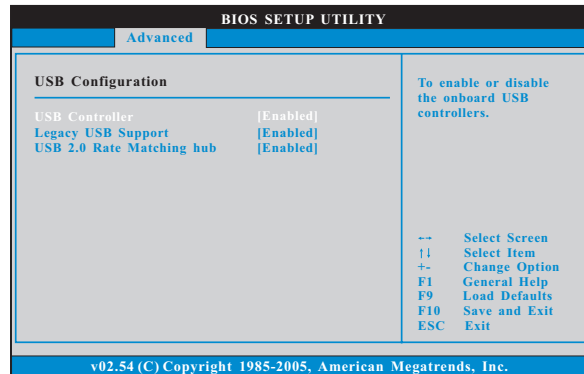 BIOS SETUP UTILITY
Advanced
USB Configuration
USB Controller [Enabled]
Legacy USB Support [Enabled]
USB 2.0 Rate Matching hub [Enabled]
To enable or disable
the onboard USB
controllers.
←→ Select Screen
↑↓ Select Item
+- Change Option
F1 General Help
F9 Load Defaults
F10 Save and Exit
ESC Exit
v02.54 (C) Copyright 1985-2005, American Megatrends, Inc.